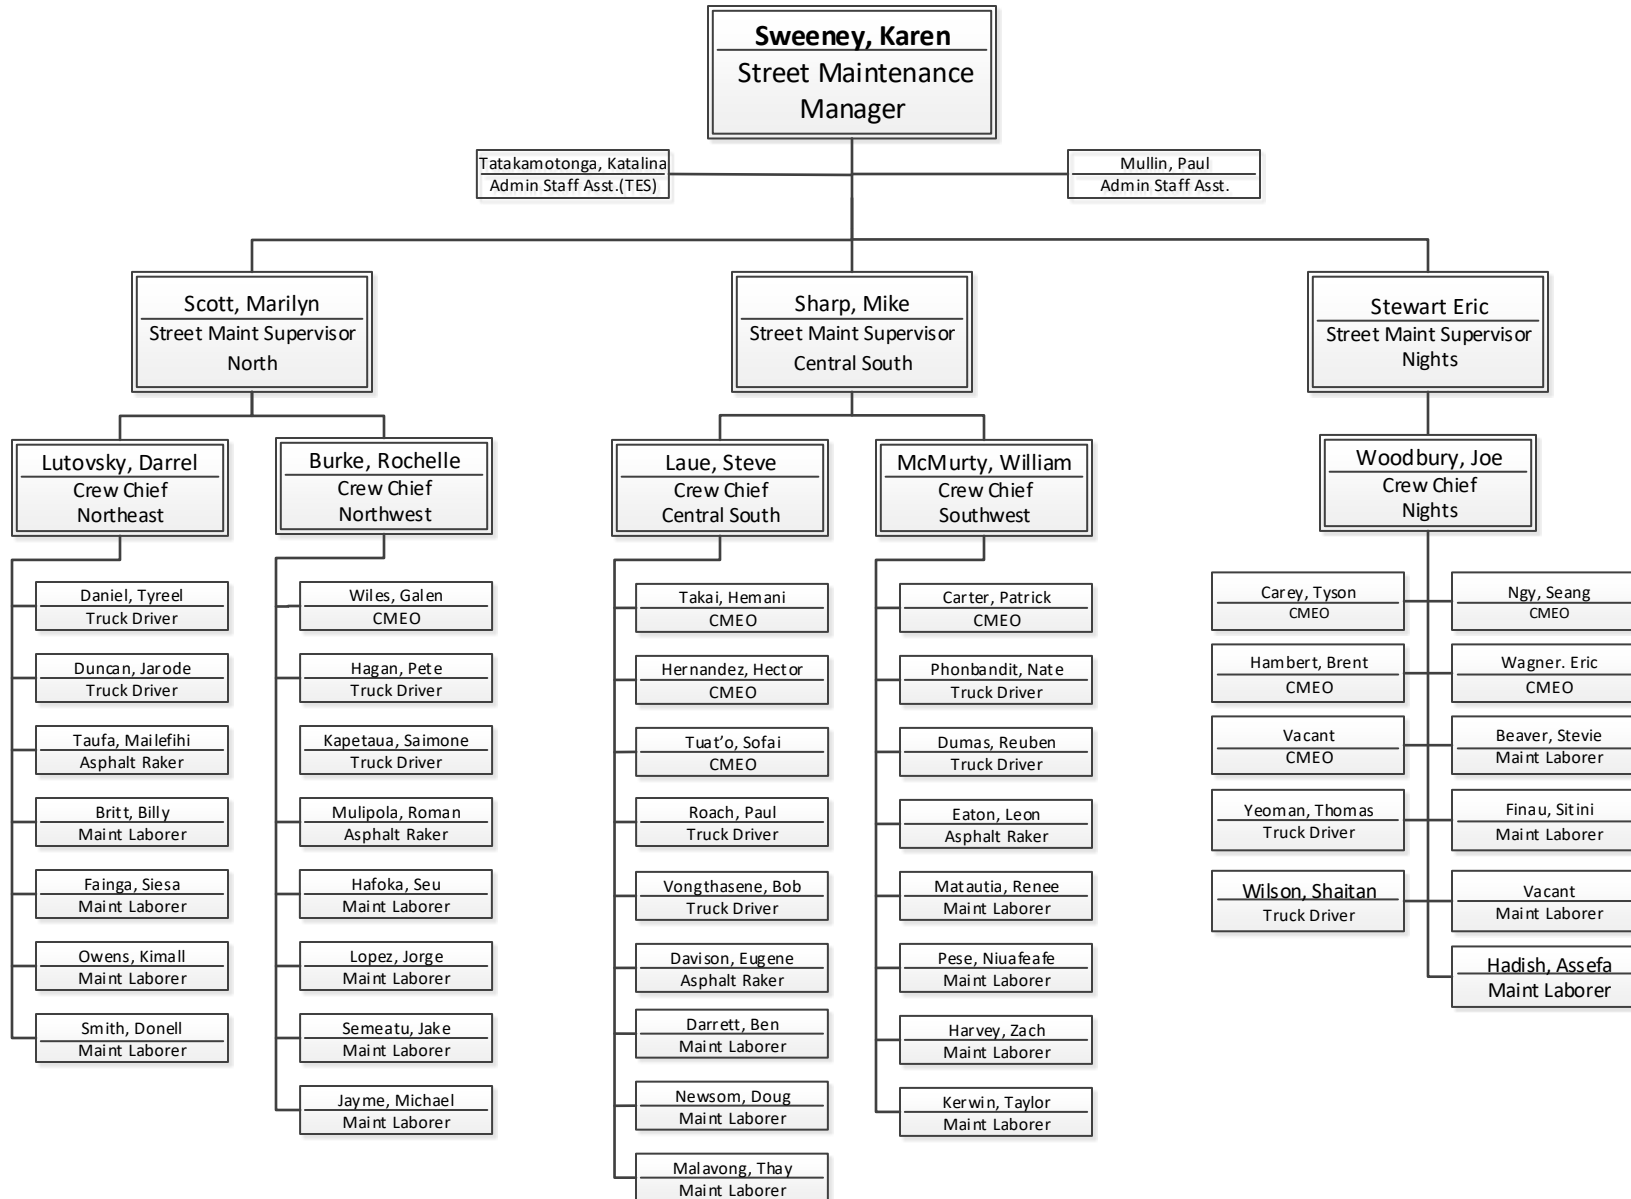 Sweeney, Karen
Street Maintenance
Manager
Tatakamotonga, Katalina
Admin Staff Asst.(TES)
Mullin, Paul
Admin Staff Asst.
Scott, Marilyn
Street Maint Supervisor
North
Sharp, Mike
Street Maint Supervisor
Central South
Stewart Eric
Street Maint Supervisor
Nights
Lutovsky, Darrel
Crew Chief
Northeast
Burke, Rochelle
Crew Chief
Northwest
Laue, Steve
Crew Chief
Central South
McMurty, William
Crew Chief
Southwest
Woodbury, Joe
Crew Chief
Nights
Daniel, Tyreel
Truck Driver
Duncan, Jarode
Truck Driver
Taufa, Mailefihi
Asphalt Raker
Britt, Billy
Maint Laborer
Fainga, Siesa
Maint Laborer
Owens, Kimall
Maint Laborer
Smith, Donell
Maint Laborer
Wiles, Galen
CMEO
Hagan, Pete
Truck Driver
Kapetaua, Saimone
Truck Driver
Mulipola, Roman
Asphalt Raker
Hafoka, Seu
Maint Laborer
Lopez, Jorge
Maint Laborer
Semeatu, Jake
Maint Laborer
Jayme, Michael
Maint Laborer
Takai, Hemani
CMEO
Hernandez, Hector
CMEO
Tuat’o, Sofai
CMEO
Roach, Paul
Truck Driver
Vongthasene, Bob
Truck Driver
Davison, Eugene
Asphalt Raker
Darrett, Ben
Maint Laborer
Newsom, Doug
Maint Laborer
Malavong, Thay
Maint Laborer
Carter, Patrick
CMEO
Phonbandit, Nate
Truck Driver
Dumas, Reuben
Truck Driver
Eaton, Leon
Asphalt Raker
Matautia, Renee
Maint Laborer
Pese, Niuafeafe
Maint Laborer
Harvey, Zach
Maint Laborer
Kerwin, Taylor
Maint Laborer
Carey, Tyson
CMEO
Hambert, Brent
CMEO
Vacant
CMEO
Yeoman, Thomas
Truck Driver
Wilson, Shaitan
Truck Driver
Ngy, Seang
CMEO
Wagner. Eric
CMEO
Beaver, Stevie
Maint Laborer
Finau, Sitini
Maint Laborer
Vacant
Maint Laborer
Hadish, Assefa
Maint Laborer